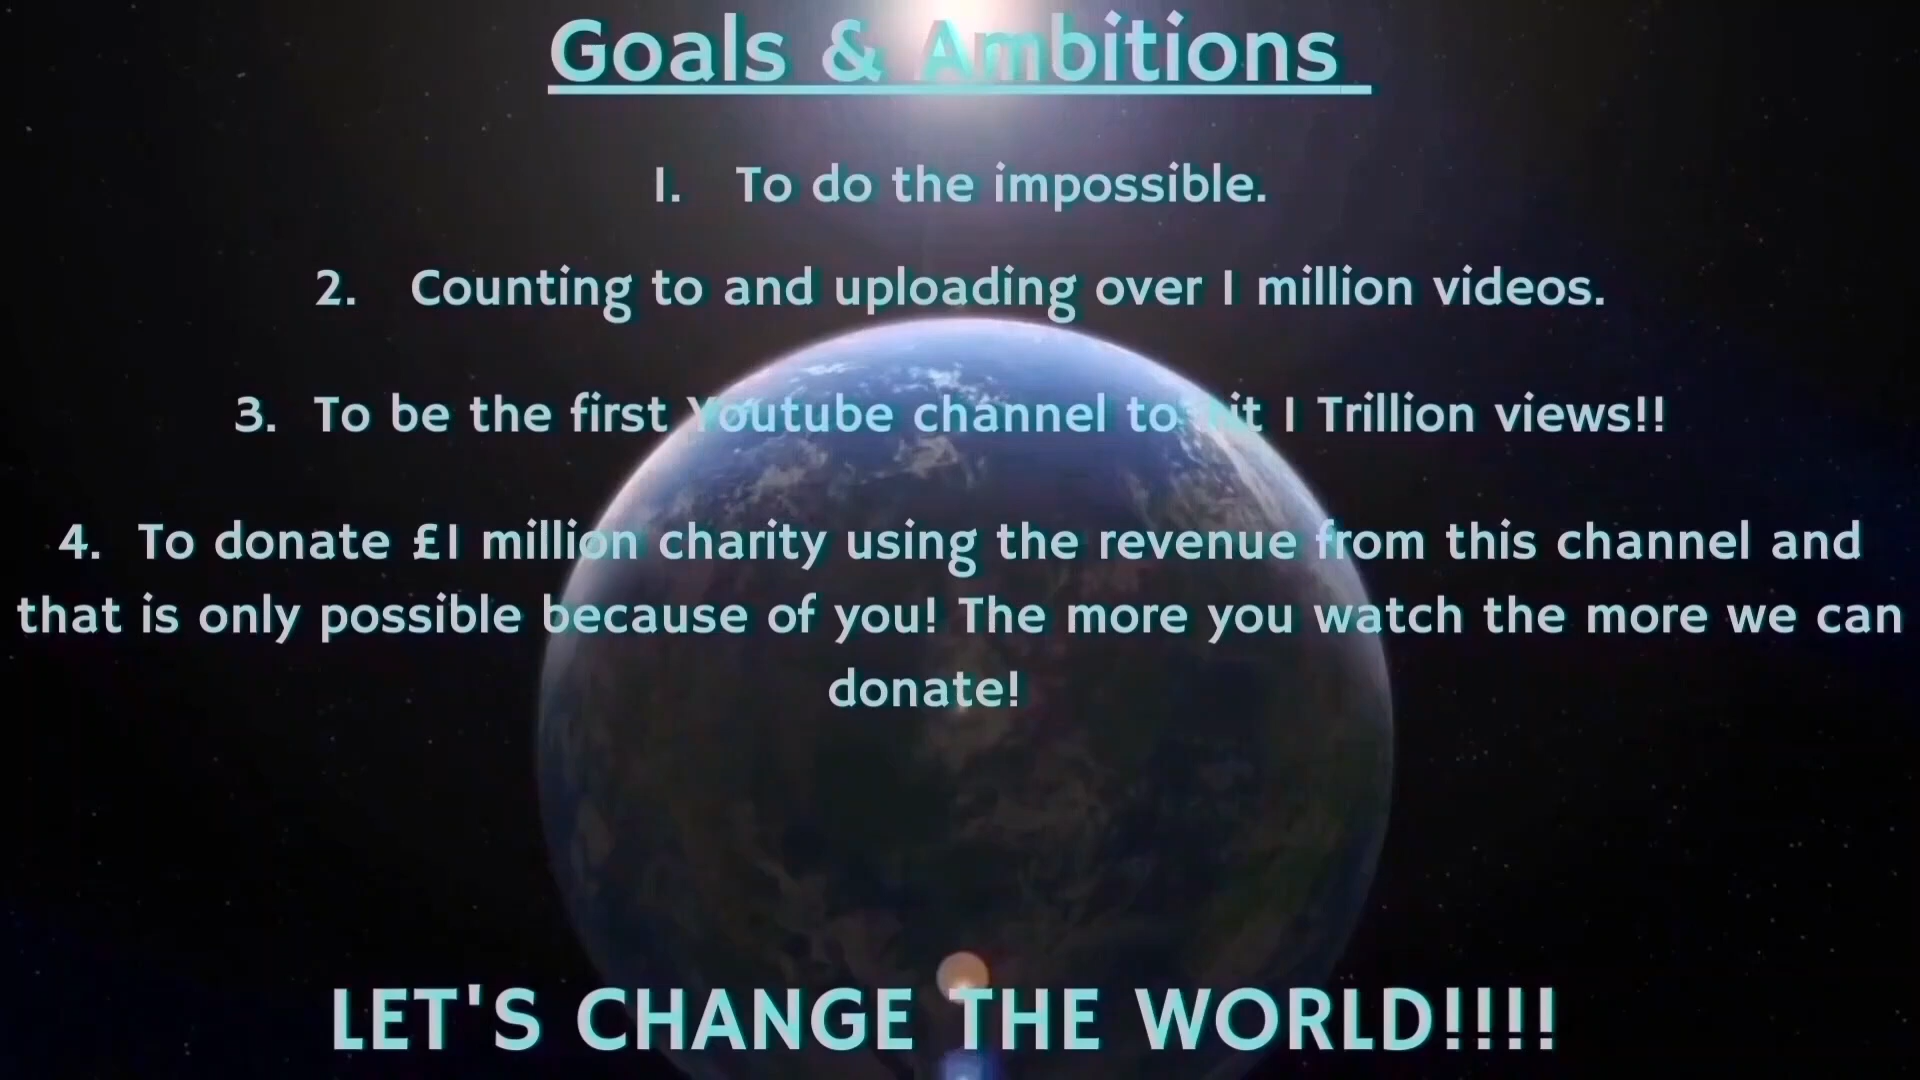 Goals & Ambitions
1. To do the impossible.
2. Counting to and uploading over 1 million videos.
3. To be the first Youtube channel to hit 1 Trillion views!!
4. To donate £1 million charity using the revenue from this channel and
that is only possible because of you! The more you watch the more we can
donate!
LET'S CHANGE THE WORLD!!!!